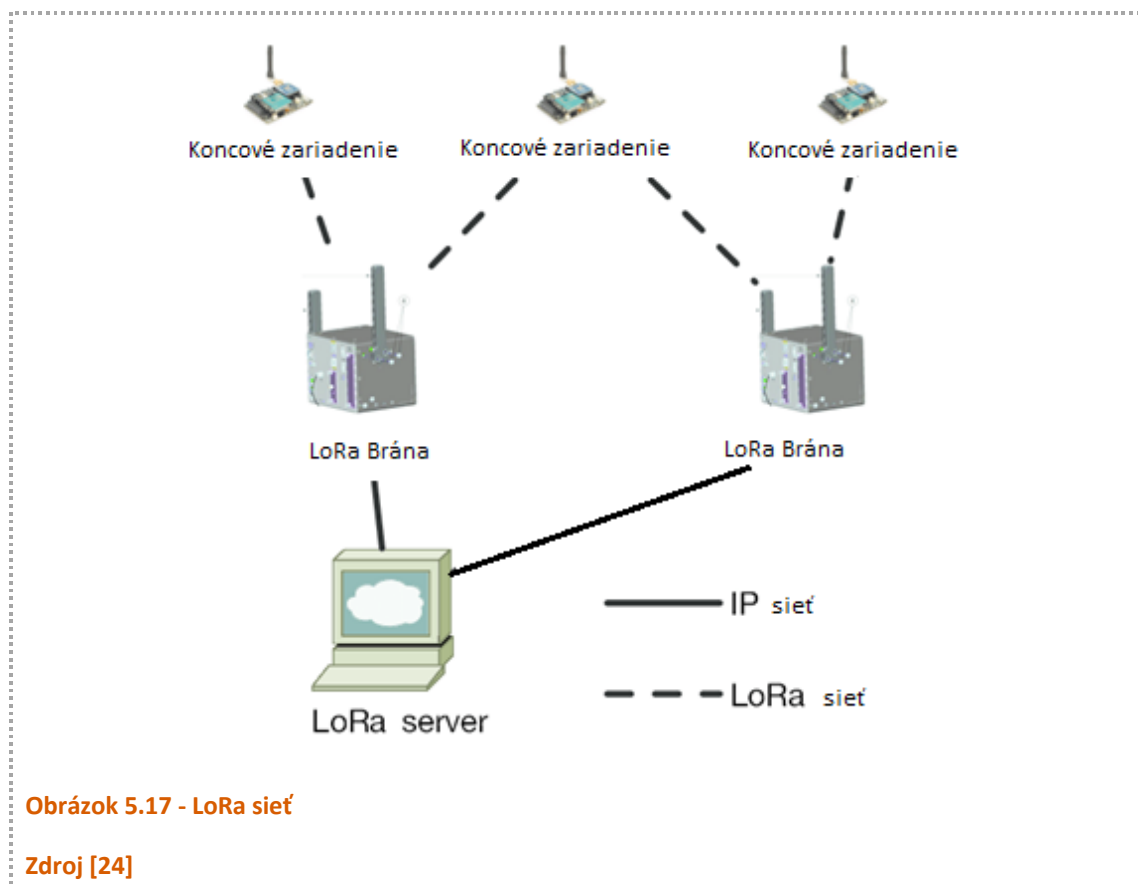 Koncové zariadenie
Koncové zariadenie
Koncové zariadenie
LoRa Brána
LoRa Brána
IP sieť
LoRa sieť
LoRa server
Obrázok 5.17 - LoRa sieť
Zdroj [24]